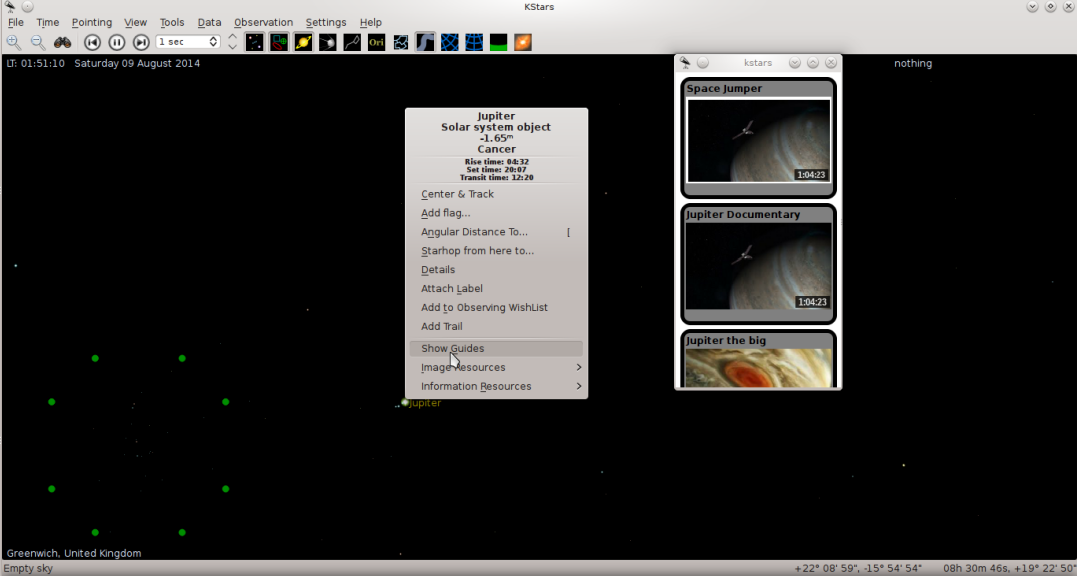 KStars
File Time Pointing View Tools Data Observation Settings Help
1 sec
Ori
LT: 01:51:10 Saturday 09 August 2014
nothing
Jupiter
Solar system object
-1.65ᵐ
Cancer
Rise time: 04:32
Set time: 20:07
Transit time: 12:20
Center & Track
Add flag...
Angular Distance To... [
Starhop from here to...
Details
Attach Label
Add to Observing WishList
Add Trail
Show Guides
Image Resources
Information Resources
Jupiter
kstars
Space Jumper
1:04:23
Jupiter Documentary
1:04:23
Jupiter the big
Greenwich, United Kingdom
Empty sky
+22° 08' 59", -15° 54' 54" 08h 30m 46s, +19° 22' 50"